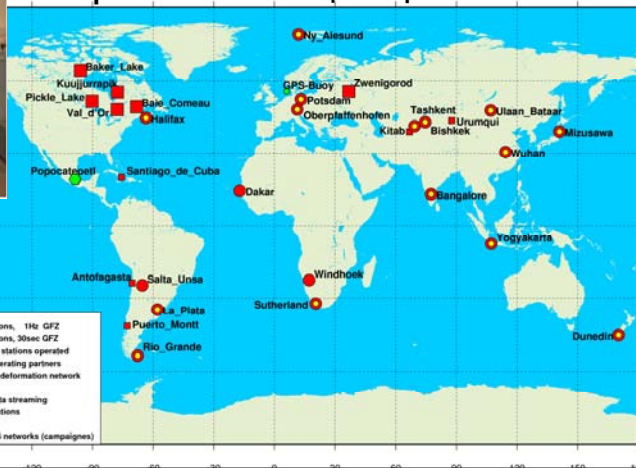 Ny_Alesund
Baker_Lake
Kuujjurrapik
GPS-Buoy
Zwenigorod
Pickle_Lake
Baie_Comeau
Potsdam
Val_d'Or
Halifax
Oberpfaffenhofen
Tashkent
Ulaan_Bataar
Kitab
Bishkek
Urumqui
Mizusawa
Wuhan
Popocatepetl
Santiago_de_Cuba
Dakar
Bangalore
Yogyakarta
Antofagasta
Salta_Unsa
Windhoek
Sutherland
La_Plata
Puerto_Montt
Dunedin
Rio_Grande
ons, 1Hz GFZ
ons, 30sec GFZ
stations operated
erating partners
deformation network
ta streaming
tions
networks (campaignes)